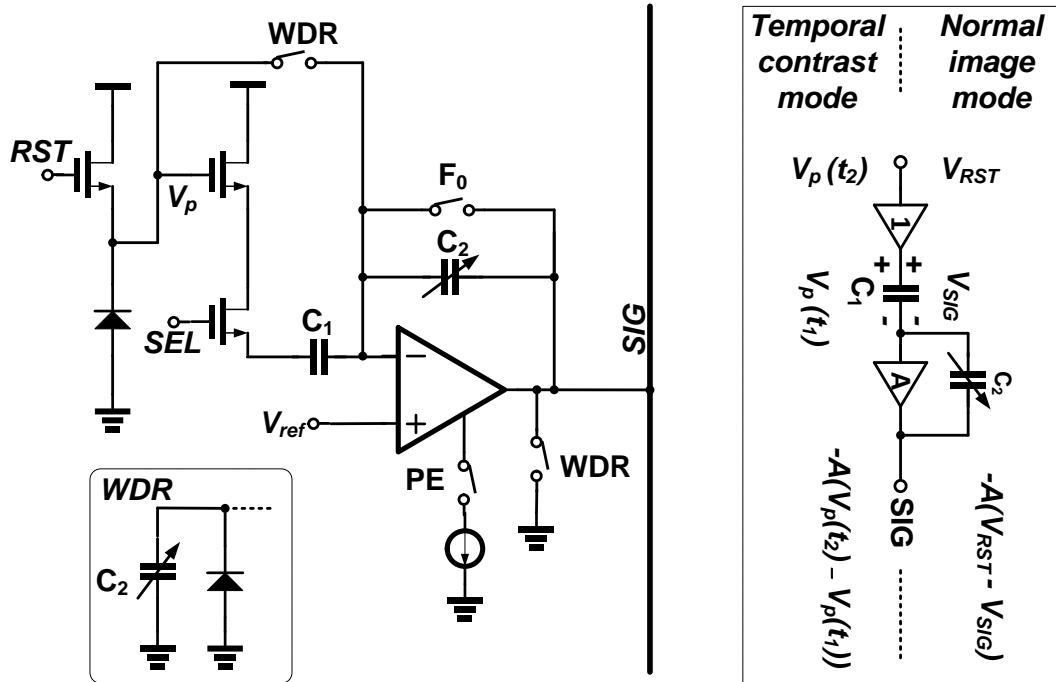 WDR
RST
Vp
F0
C2
SEL
C1
SIG
Vref
−
+
PE
WDR
WDR
C2
Temporal contrast mode
Normal image mode
Vp (t2)
VRST
1
+ +
C1
Vp (t1)
VSIG
- -
A
C2
SIG
-A(Vp(t2) – Vp(t1))
-A(VRST - VSIG)